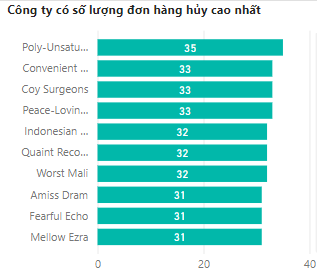 Công ty có số lượng đơn hàng hủy cao nhất
Poly-Unsatu... 35
Convenient ... 33
Coy Surgeons 33
Peace-Lovin... 33
Indonesian ... 32
Quaint Reco... 32
Worst Mali 32
Amiss Dram 31
Fearful Echo 31
Mellow Ezra 31
0 20 40